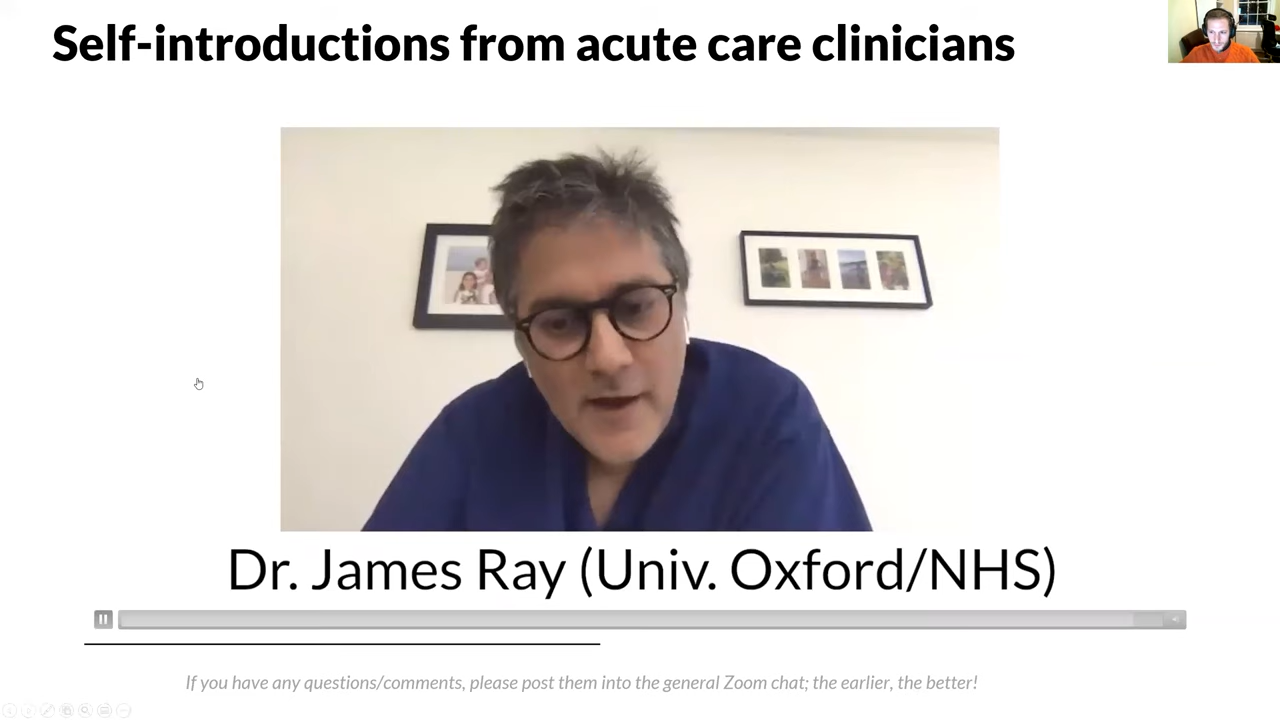 Self-introductions from acute care clinicians
Dr. James Ray (Univ. Oxford/NHS)
If you have any questions/comments, please post them into the general Zoom chat; the earlier, the better!